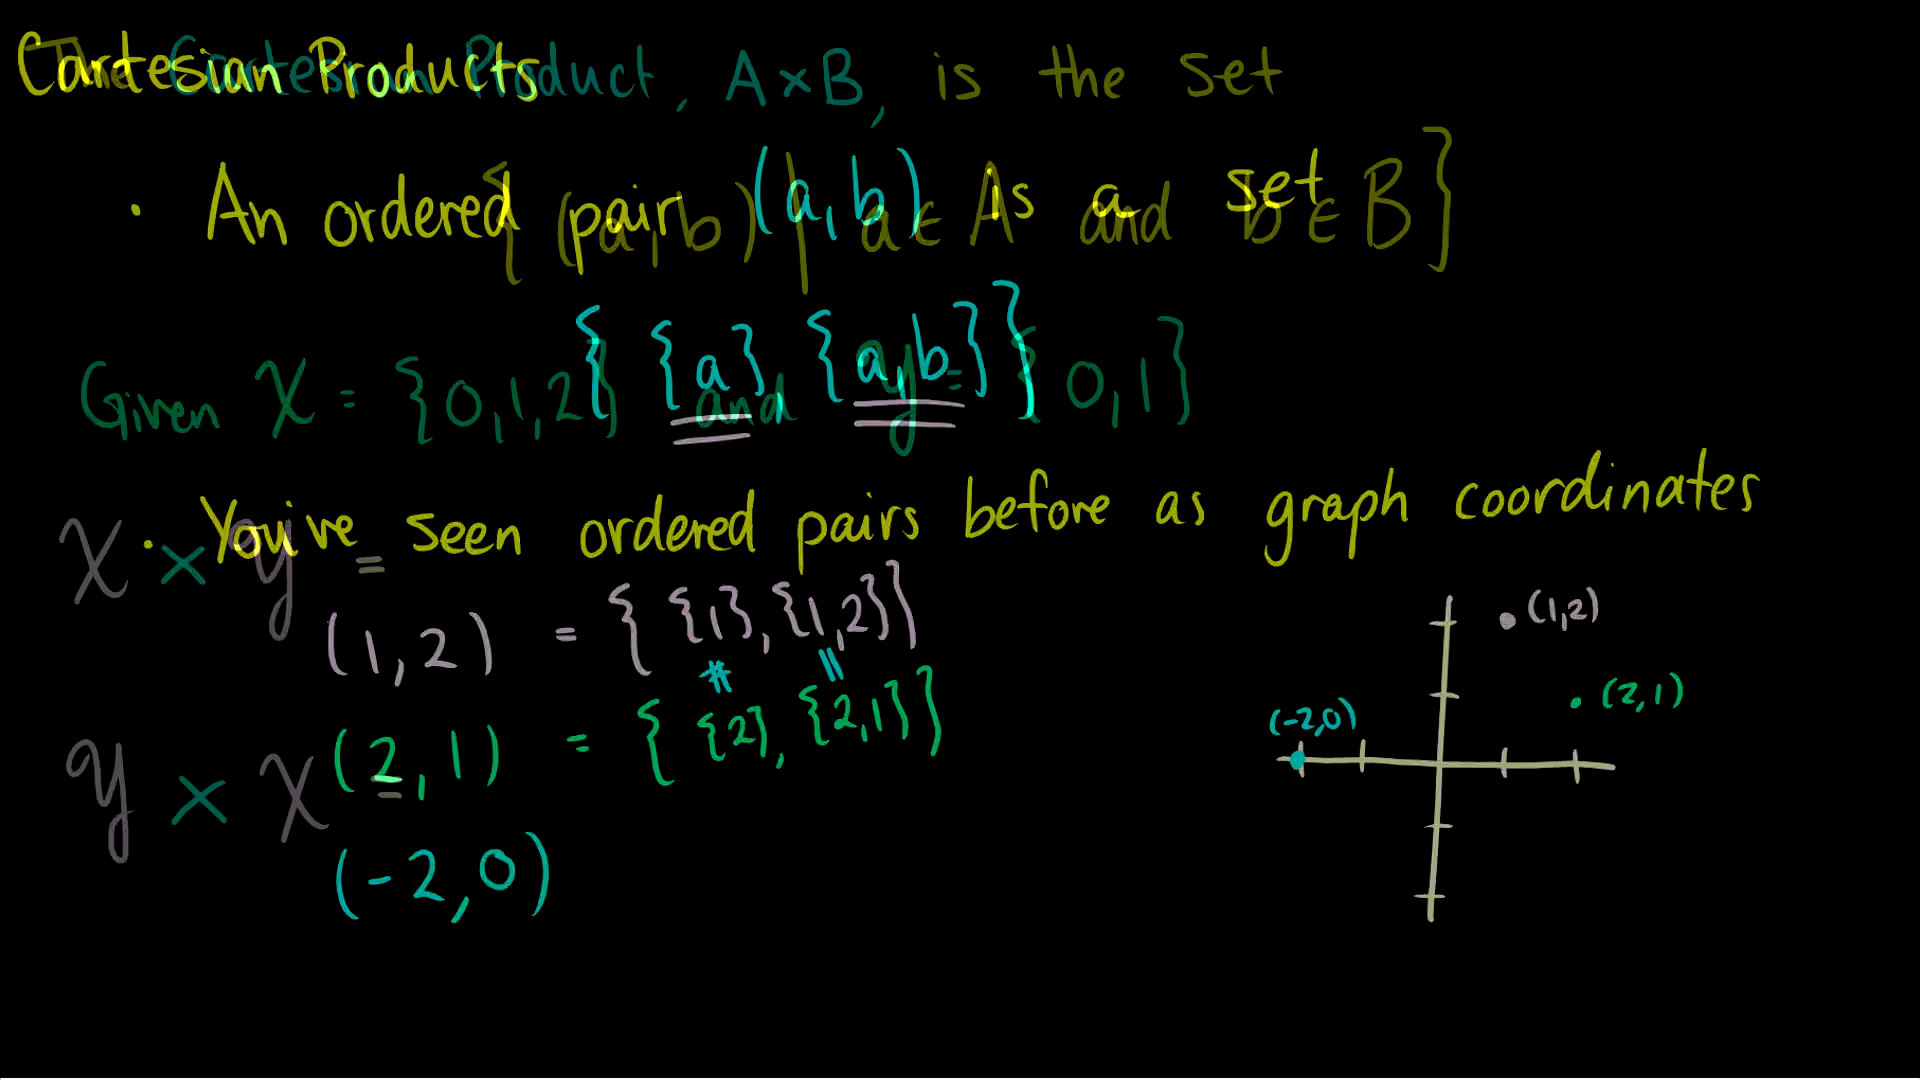 Cartesian Products
The Cartesian Product, A×B, is the set
• An ordered pair (a,b) is a set
{(a,b) | a ∈ A and b ∈ B}
{ {a}, {a,b} }
Given X = {0,1,2} and y = {0,1}
• You've seen ordered pairs before as graph coordinates
X × y =
(1,2) = { {1}, {1,2} }
≠ =
(2,1) = { {2}, {2,1} }
y × X
(-2,0)
(1,2)
(2,1)
(-2,0)